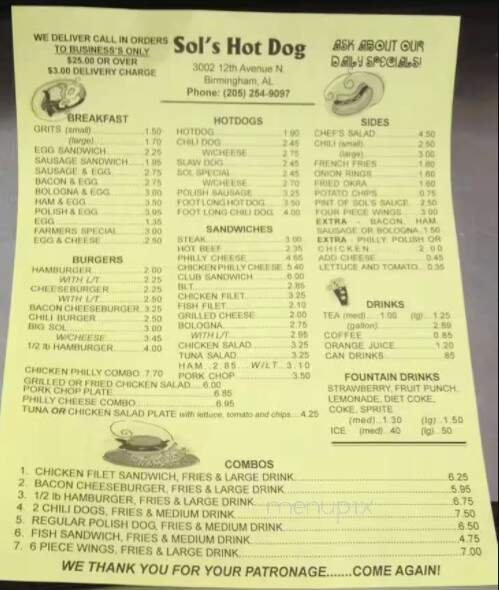 WE DELIVER CALL IN ORDERS
TO BUSINESS'S ONLY
$25.00 OR OVER
$3.00 DELIVERY CHARGE
Sol's Hot Dog
3002 12th Avenue N.
Birmingham, AL
Phone: (205) 254-9097
ASK ABOUT OUR
DAILY SPECIALS!
BREAKFAST
GRITS (small) 1.50
(large) 1.70
EGG SANDWICH 2.25
SAUSAGE SANDWICH 1.95
SAUSAGE & EGG 2.75
BACON & EGG 2.75
BOLOGNA & EGG 3.00
HAM & EGG 3.50
POLISH & EGG 3.95
EGG 1.35
FARMERS SPECIAL 3.00
EGG & CHEESE 2.50
BURGERS
HAMBURGER 2.00
WITH L/T 2.25
CHEESEBURGER 2.25
WITH L/T 2.50
BACON CHEESEBURGER 3.25
CHILI BURGER 2.50
BIG SOL 3.00
W/CHEESE 3.45
1/2 lb HAMBURGER 4.00
CHICKEN PHILLY COMBO 7.70
GRILLED OR FRIED CHICKEN SALAD....6.00
PORK CHOP PLATE 6.85
PHILLY CHEESE COMBO 6.95
TUNA OR CHICKEN SALAD PLATE with lettuce, tomato and chips....4.25
HOTDOGS
HOTDOG 1.90
CHILI DOG 2.45
W/CHEESE 2.75
SLAW DOG 2.45
SOL SPECIAL 2.45
W/CHEESE 2.70
POLISH SAUSAGE 3.25
FOOT LONG HOT DOG 3.50
FOOT LONG CHILI DOG 4.00
SANDWICHES
STEAK 3.00
HOT BEEF 2.35
PHILLY CHEESE 4.65
CHICKEN PHILLY CHEESE 5.40
CLUB SANDWICH 6.00
BLT 2.85
CHICKEN FILET 3.25
FISH FILET 2.10
GRILLED CHEESE 2.00
BOLOGNA 2.75
WITH L/T 2.95
CHICKEN SALAD 3.25
TUNA SALAD 3.25
HAM..2.85 W/LT..3.10
PORK CHOP 3.50
SIDES
CHEF'S SALAD 4.50
CHILI (small) 2.50
(large) 3.00
FRENCH FRIES 1.60
ONION RINGS 1.60
FRIED OKRA 1.60
POTATO CHIPS 0.75
PINT OF SOL'S SAUCE 2.50
FOUR PIECE WINGS 3.00
EXTRA - BACON, HAM,
SAUSAGE OR BOLOGNA 1.50
EXTRA - PHILLY, POLISH OR
CHICKEN 2.00
ADD CHEESE 0.45
LETTUCE AND TOMATO 0.35
DRINKS
TEA (med) 1.00 (lg) 1.25
(gallon) 2.89
COFFEE 0.85
ORANGE JUICE 1.20
CAN DRINKS 85
FOUNTAIN DRINKS
STRAWBERRY, FRUIT PUNCH,
LEMONADE, DIET COKE,
COKE, SPRITE
(med)..1.30 (lg)..1.50
ICE (med)..40 (lg)..50
COMBOS
1. CHICKEN FILET SANDWICH, FRIES & LARGE DRINK 6.25
2. BACON CHEESEBURGER, FRIES & LARGE DRINK 5.95
3. 1/2 lb HAMBURGER, FRIES & LARGE DRINK 6.75
4. 2 CHILI DOGS, FRIES & MEDIUM DRINK 7.50
5. REGULAR POLISH DOG, FRIES & MEDIUM DRINK 6.50
6. FISH SANDWICH, FRIES & MEDIUM DRINK 4.75
7. 6 PIECE WINGS, FRIES & LARGE DRINK 7.00
menupix
WE THANK YOU FOR YOUR PATRONAGE.......COME AGAIN!